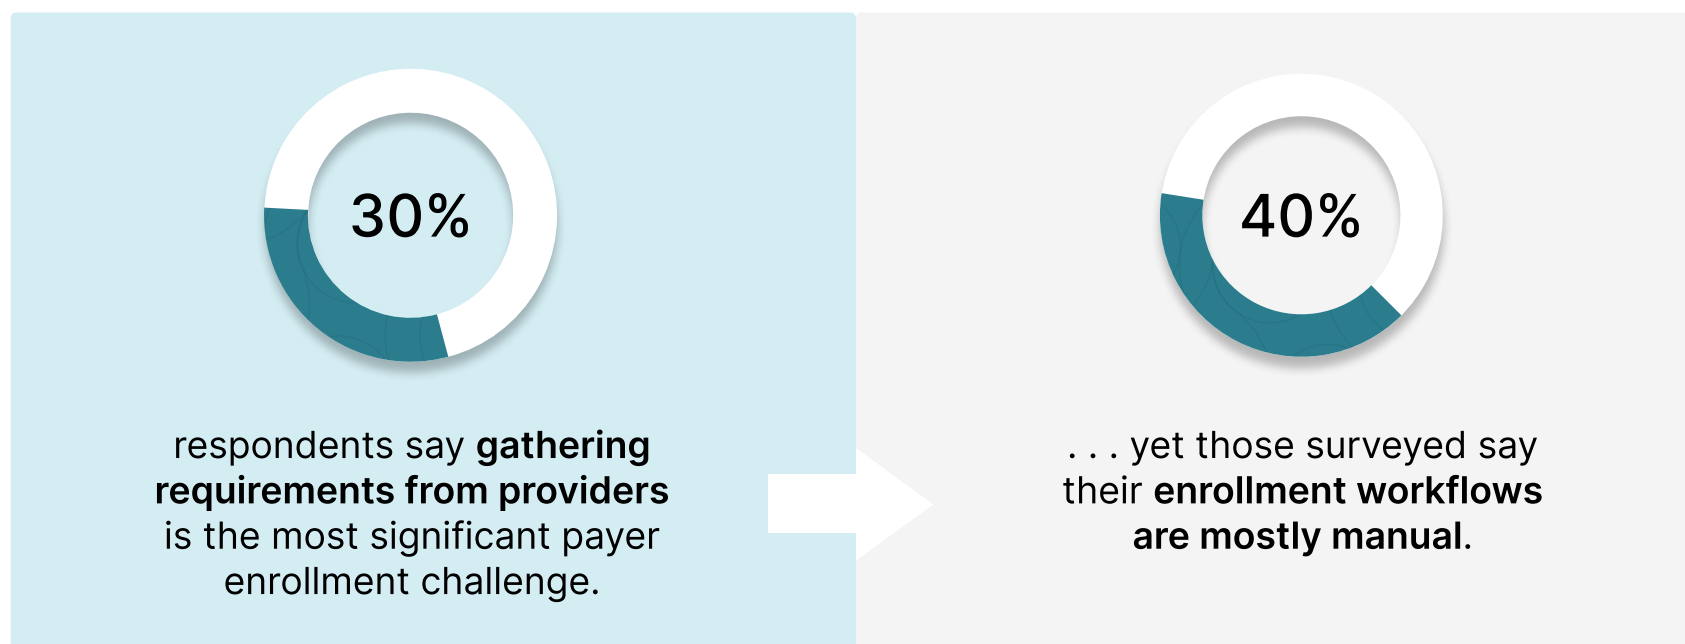 30%
respondents say gathering
requirements from providers
is the most significant payer
enrollment challenge.
40%
. . . yet those surveyed say
their enrollment workflows
are mostly manual.